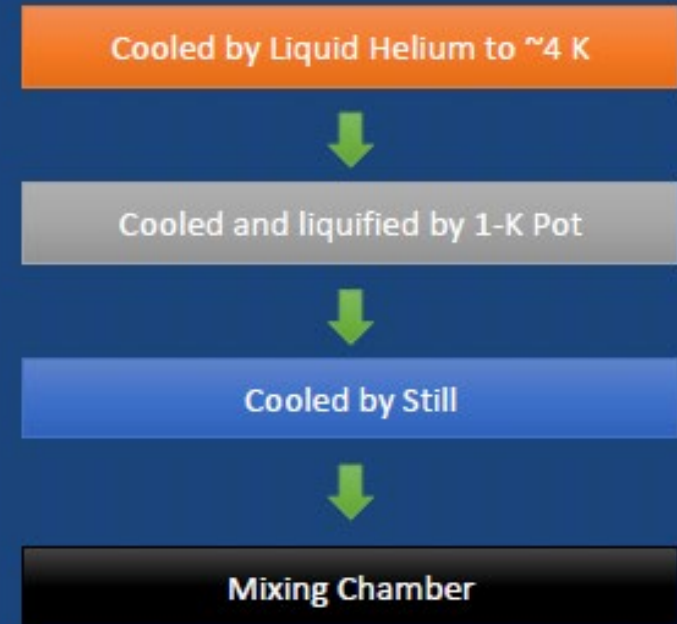 Cooled by Liquid Helium to ~4 K
Cooled and liquified by 1-K Pot
Cooled by Still
Mixing Chamber